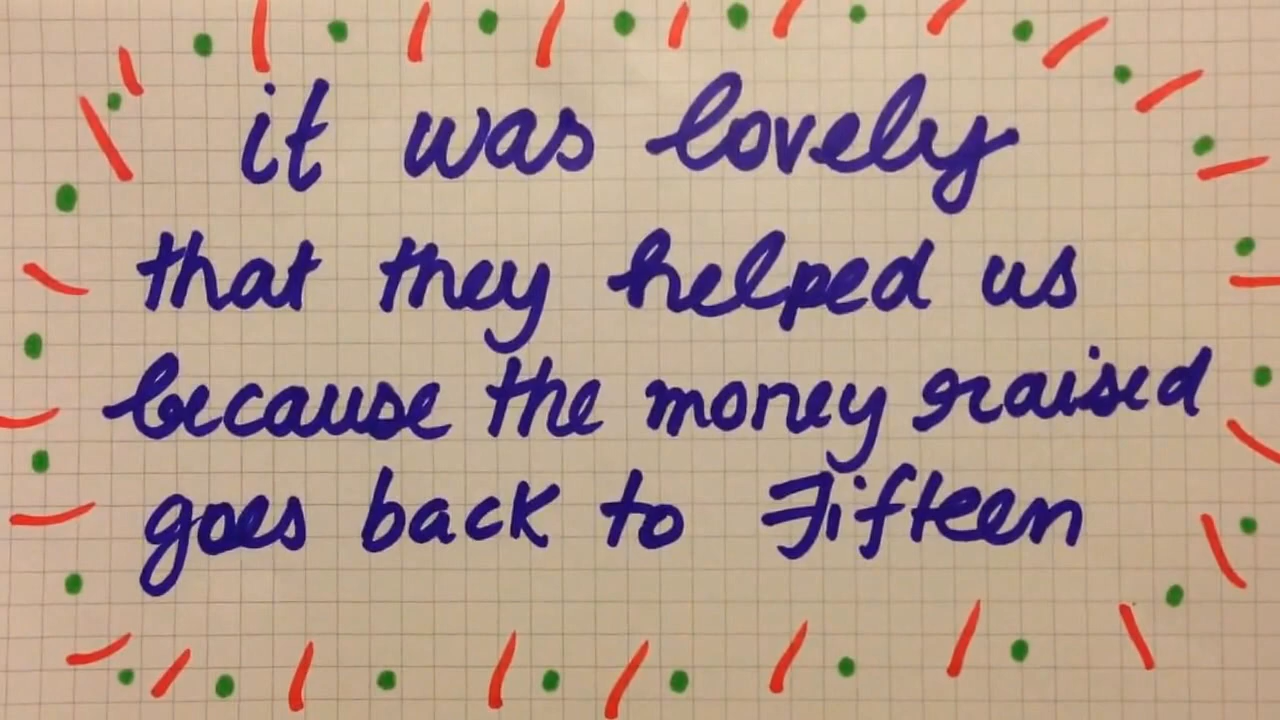 it was lovely
that they helped us
because the money raised
goes back to Fifteen